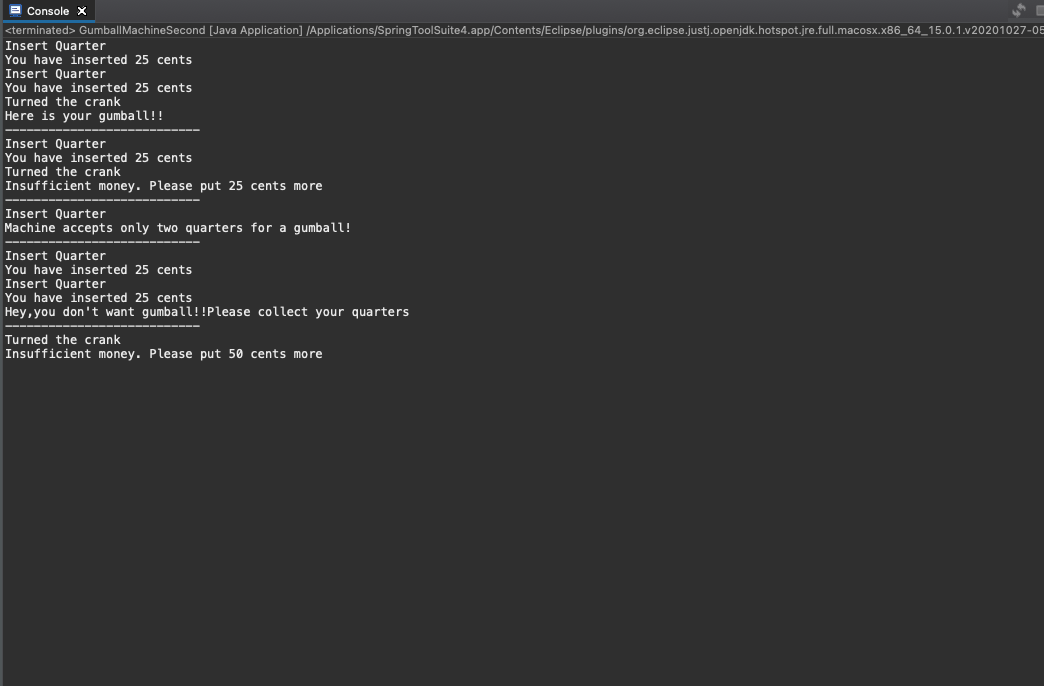 Console
<terminated> GumballMachineSecond [Java Application] /Applications/SpringToolSuite4.app/Contents/Eclipse/plugins/org.eclipse.justj.openjdk.hotspot.jre.full.macosx.x86_64_15.0.1.v20201027-05
Insert Quarter
You have inserted 25 cents
Insert Quarter
You have inserted 25 cents
Turned the crank
Here is your gumball!!
---------------------------
Insert Quarter
You have inserted 25 cents
Turned the crank
Insufficient money. Please put 25 cents more
---------------------------
Insert Quarter
Machine accepts only two quarters for a gumball!
---------------------------
Insert Quarter
You have inserted 25 cents
Insert Quarter
You have inserted 25 cents
Hey,you don't want gumball!!Please collect your quarters
---------------------------
Turned the crank
Insufficient money. Please put 50 cents more